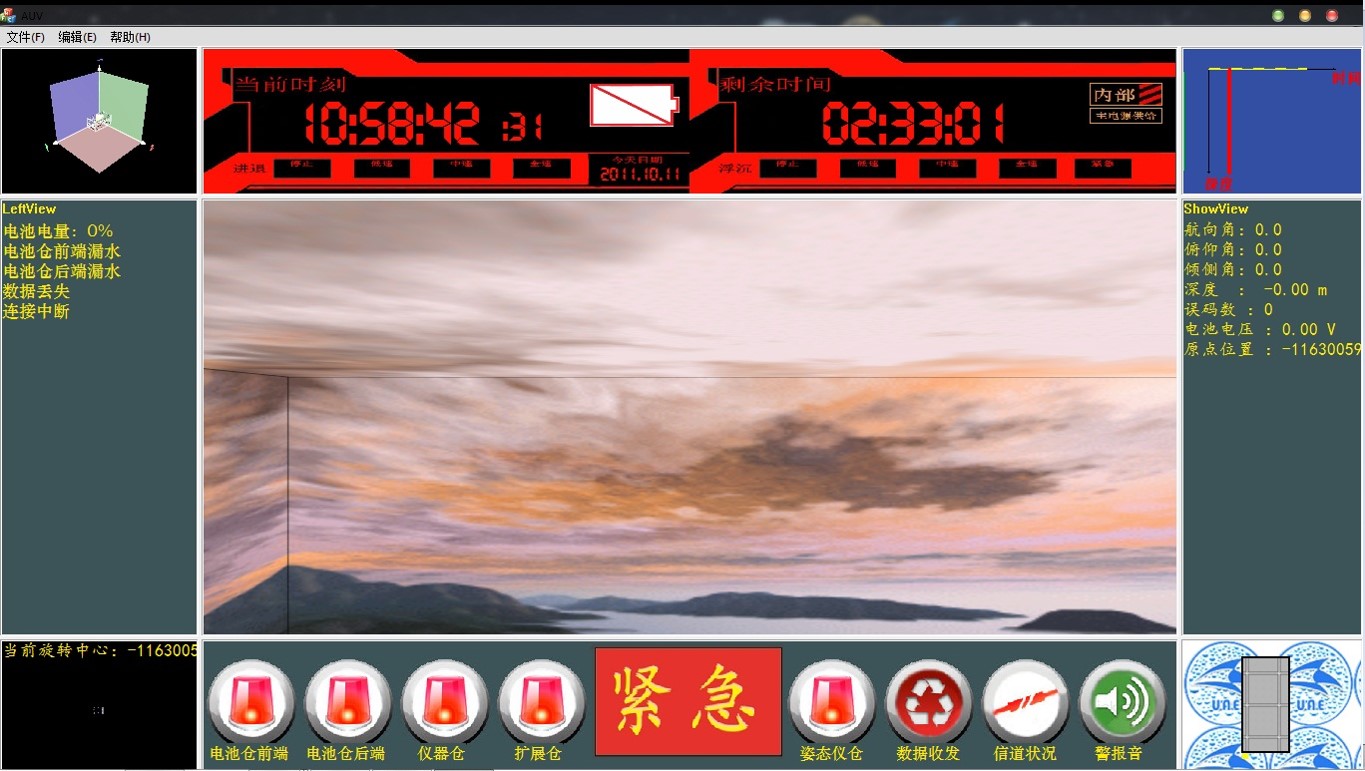 AUV
文件(F) 编辑(E) 帮助(H)
当前时刻
10:58:42 :31
进退 停止 低速 中速 全速
今天日期
2011.10.11
剩余时间
02:33:01
内部
浮沉 停止 低速 中速 全速 紧急
时间
深度
LeftView
电池电量: 0%
电池仓前端漏水
电池仓后端漏水
数据丢失
连接中断
ShowView
航向角: 0.0
俯仰角: 0.0
倾侧角: 0.0
深度 : -0.00 m
误码数 : 0
电池电压 : 0.00 V
原点位置 : -11630059
当前旋转中心: -1163005
电池仓前端
电池仓后端
仪器仓
扩展仓
紧急
姿态仪仓
数据收发
信道状况
警报音